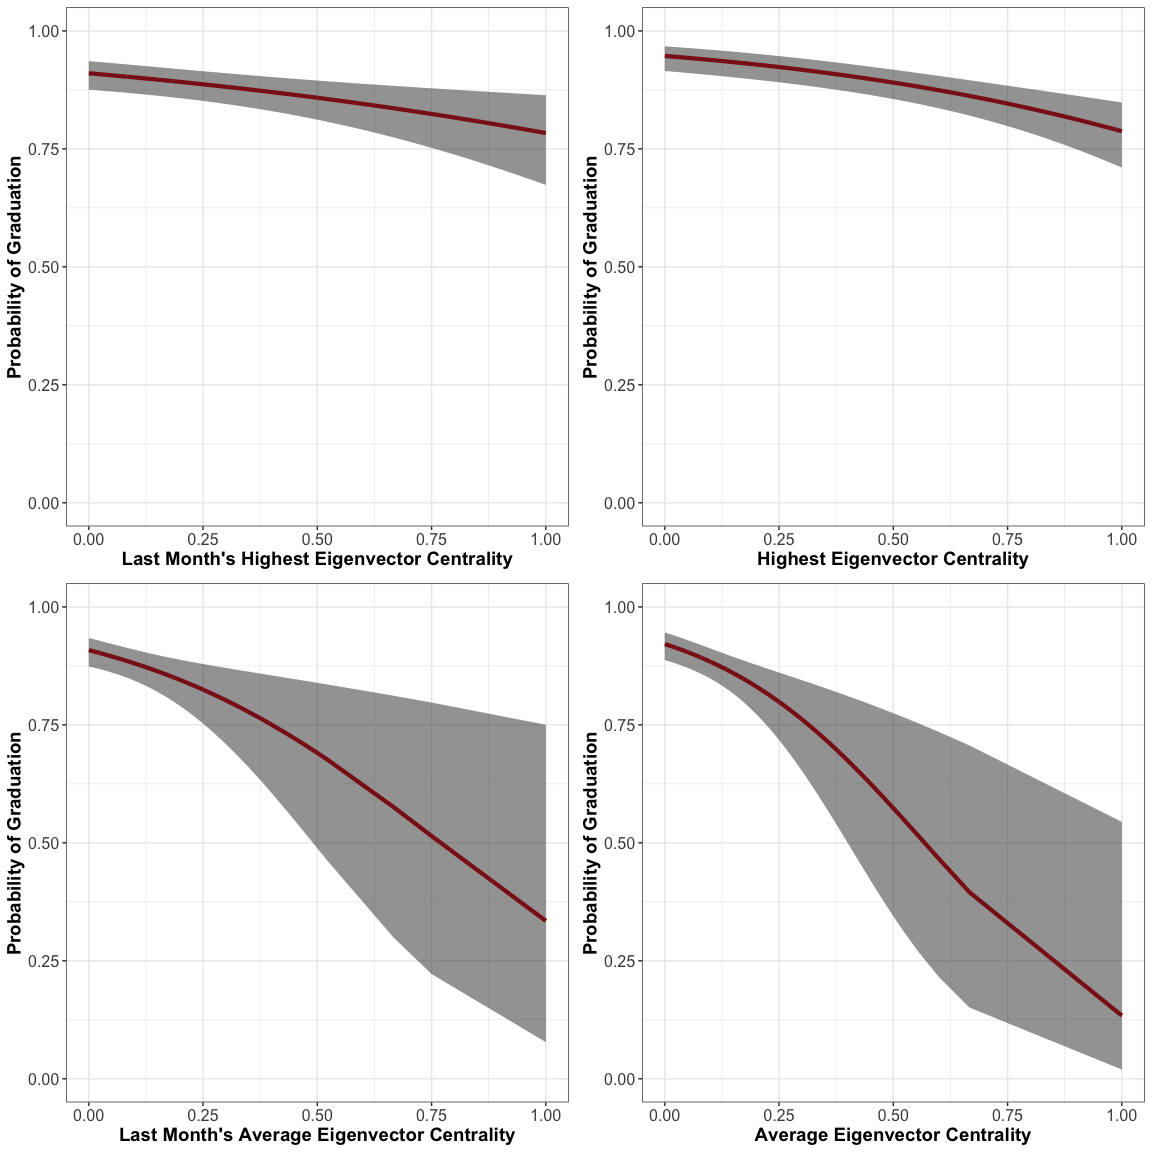 1.00
0.75
0.50
0.25
0.00
Probability of Graduation
0.00 0.25 0.50 0.75 1.00
Last Month's Highest Eigenvector Centrality
1.00
0.75
0.50
0.25
0.00
Probability of Graduation
0.00 0.25 0.50 0.75 1.00
Highest Eigenvector Centrality
1.00
0.75
0.50
0.25
0.00
Probability of Graduation
0.00 0.25 0.50 0.75 1.00
Last Month's Average Eigenvector Centrality
1.00
0.75
0.50
0.25
0.00
Probability of Graduation
0.00 0.25 0.50 0.75 1.00
Average Eigenvector Centrality